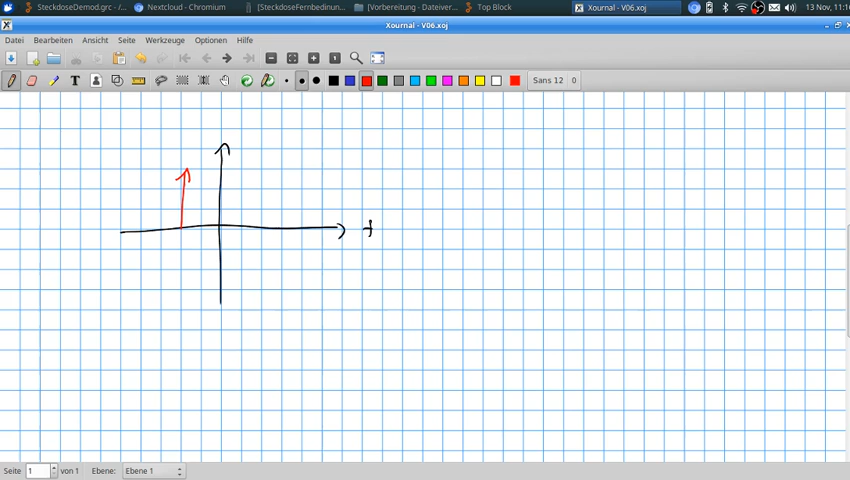 SteckdoseDemod.grc - /...
Nextcloud - Chromium
[SteckdoseFernbedinun...
[Vorbereitung - Dateiver...
Top Block
Xournal - V06.xoj
13 Nov, 11:1
Xournal - V06.xoj
Datei Bearbeiten Ansicht Seite Werkzeuge Optionen Hilfe
Sans 12 0
t
Seite 1 von 1 Ebene: Ebene 1